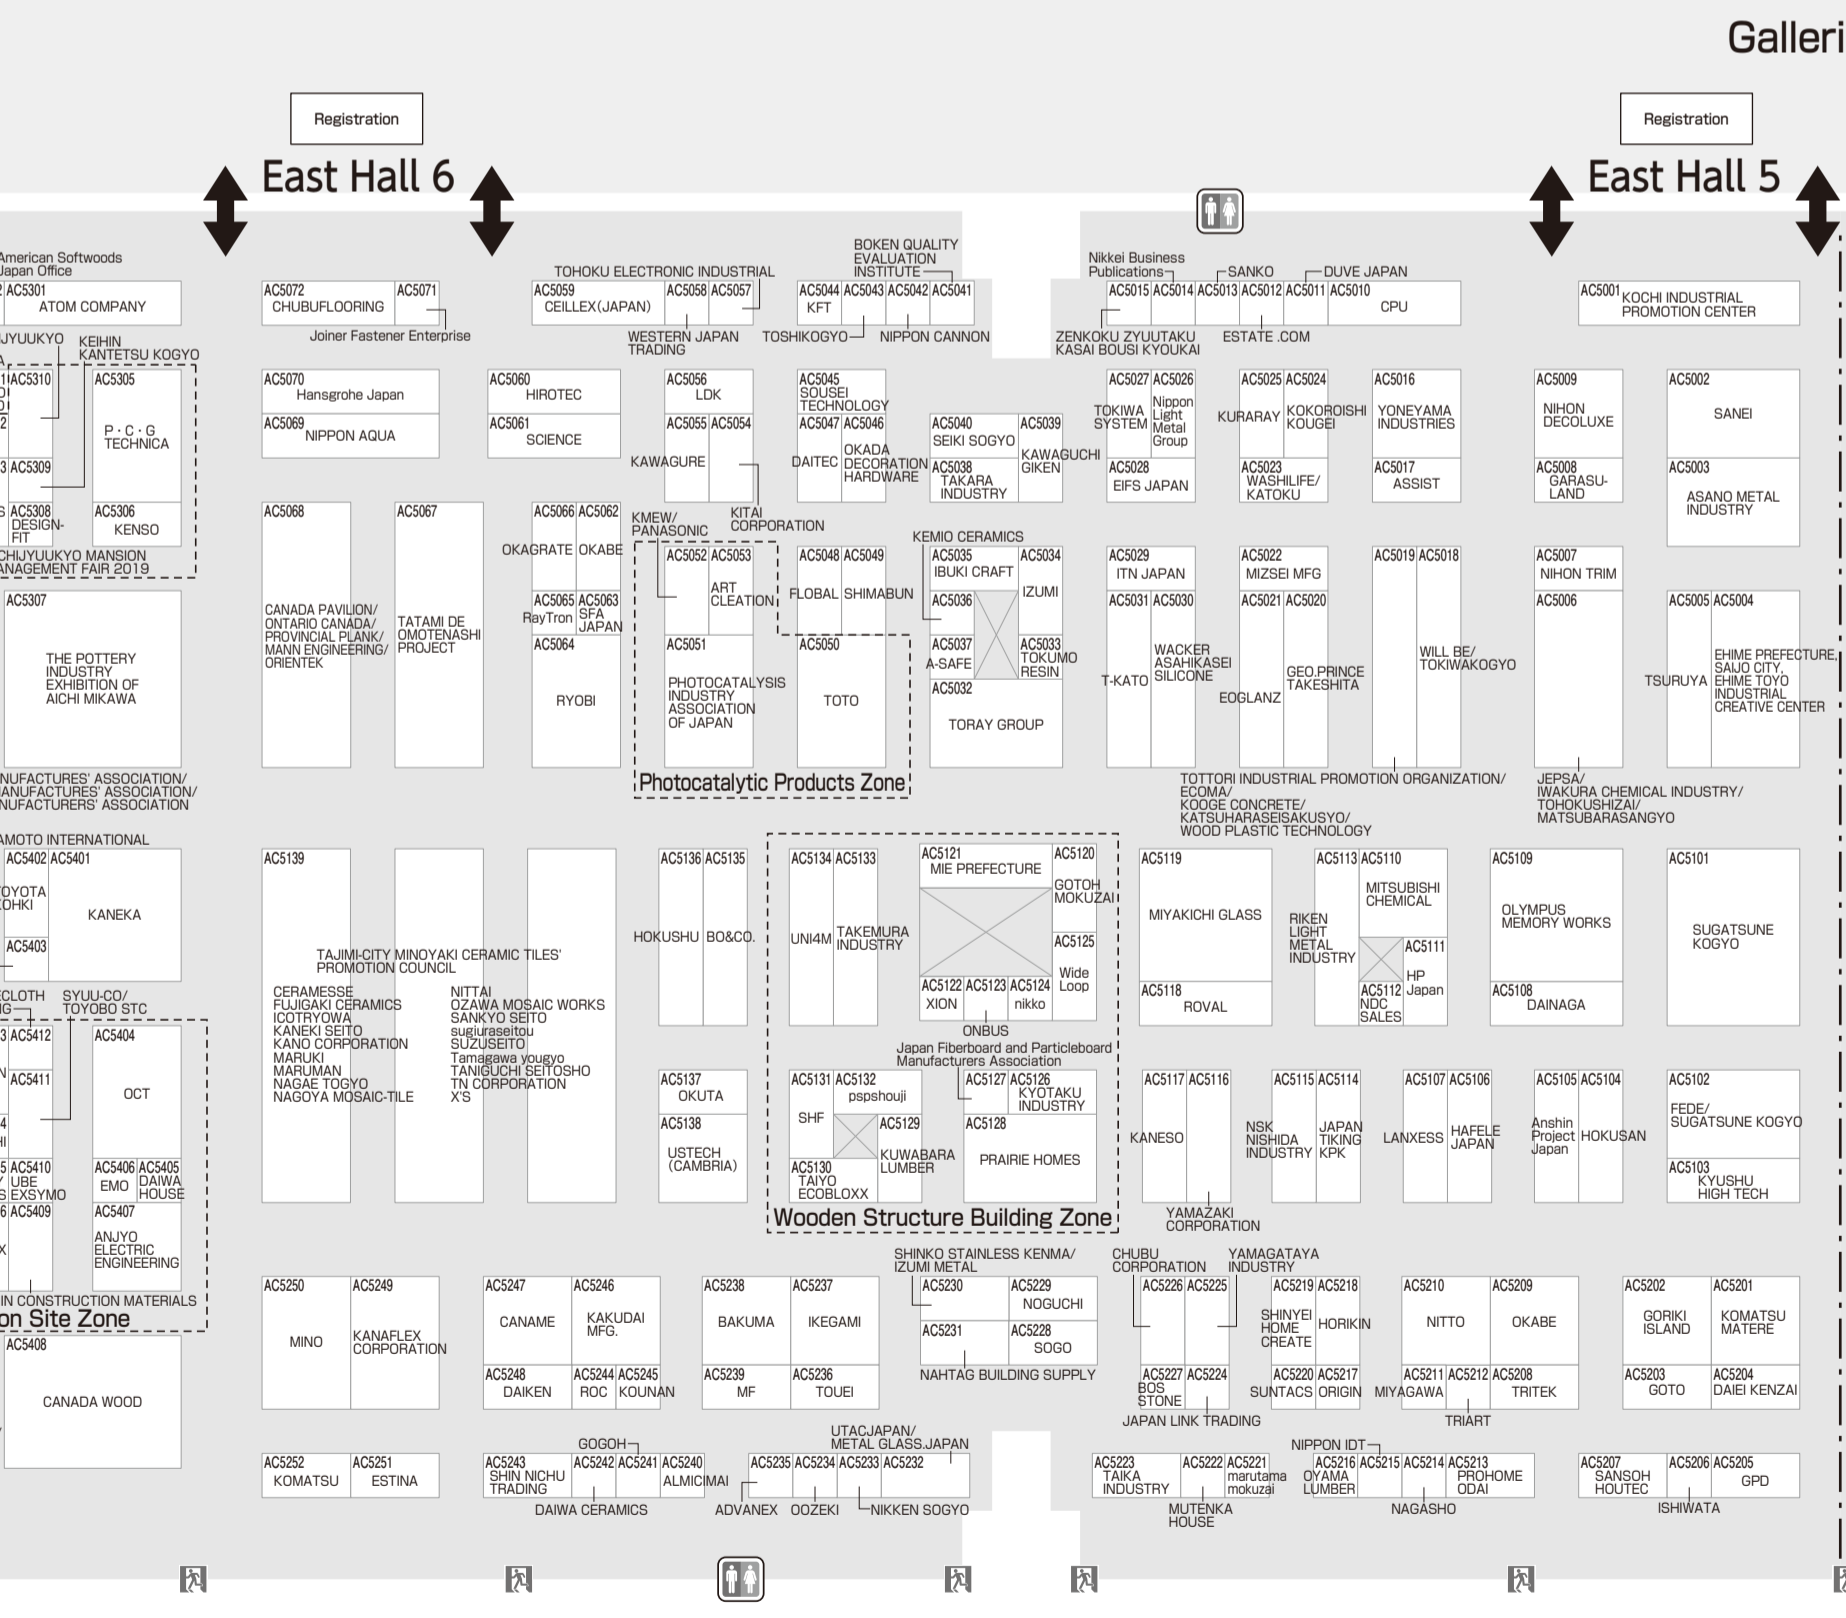 Galleri
Registration
Registration
East Hall 6
East Hall 5
American Softwoods
Japan Office
AC5301
ATOM COMPANY
AC5072
CHUBUFLOORING
AC5071
Joiner Fastener Enterprise
TOHOKU ELECTRONIC INDUSTRIAL
AC5059
CEILLEX(JAPAN)
AC5058
AC5057
WESTERN JAPAN
TRADING
BOKEN QUALITY
EVALUATION
INSTITUTE
AC5044
KFT
AC5043
AC5042
AC5041
TOSHIKOGYO
NIPPON CANNON
Nikkei Business
Publications
SANKO
DUVE JAPAN
AC5015
AC5014
AC5013
AC5012
AC5011
AC5010
CPU
ZENKOKU ZYUUTAKU
KASAI BOUSI KYOUKAI
ESTATE .COM
AC5001
KOCHI INDUSTRIAL
PROMOTION CENTER
JYUUKYO
KEIHIN
KANTETSU KOGYO
AC5310
AC5305
P・C・G
TECHNICA
AC5309
AC5308
DESIGN-
FIT
AC5306
KENSO
CHIJYUUKYO MANSION
ANAGEMENT FAIR 2019
AC5070
Hansgrohe Japan
AC5069
NIPPON AQUA
AC5060
HIROTEC
AC5061
SCIENCE
AC5056
LDK
AC5055
AC5054
KAWAGURE
KITAI
CORPORATION
AC5045
SOUSEI
TECHNOLOGY
AC5047
DAITEC
AC5046
OKADA
DECORATION
HARDWARE
AC5040
SEIKI SOGYO
AC5039
KAWAGUCHI
GIKEN
AC5038
TAKARA
INDUSTRY
AC5027
TOKIWA
SYSTEM
AC5026
Nippon
Light
Metal
Group
AC5028
EIFS JAPAN
AC5025
KURARAY
AC5024
KOKOROISHI
KOUGEI
AC5023
WASHILIFE/
KATOKU
AC5016
YONEYAMA
INDUSTRIES
AC5017
ASSIST
AC5009
NIHON
DECOLUXE
AC5008
GARASU-
LAND
AC5002
SANEI
AC5003
ASANO METAL
INDUSTRY
AC5307
THE POTTERY
INDUSTRY
EXHIBITION OF
AICHI MIKAWA
AC5068
CANADA PAVILION/
ONTARIO CANADA/
PROVINCIAL PLANK/
MANN ENGINEERING/
ORIENTEK
AC5067
TATAMI DE
OMOTENASHI
PROJECT
AC5066
OKAGRATE
AC5062
OKABE
AC5065
RayTron
AC5063
SFA
JAPAN
AC5064
RYOBI
KMEW/
PANASONIC
AC5052
AC5053
ART
CLEATION
AC5051
PHOTOCATALYSIS
INDUSTRY
ASSOCIATION
OF JAPAN
AC5048
FLOBAL
AC5049
SHIMABUN
AC5050
TOTO
Photocatalytic Products Zone
KEMIO CERAMICS
AC5035
IBUKI CRAFT
AC5034
IZUMI
AC5036
AC5037
A-SAFE
AC5033
TOKUMO
RESIN
AC5032
TORAY GROUP
AC5029
ITN JAPAN
AC5031
T-KATO
AC5030
WACKER
ASAHIKASEI
SILICONE
AC5022
MIZSEI MFG
AC5021
EOGLANZ
AC5020
GEO.PRINCE
TAKESHITA
AC5019
AC5018
WILL BE/
TOKIWAKOGYO
AC5007
NIHON TRIM
AC5006
AC5005
TSURUYA
AC5004
EHIME PREFECTURE,
SAIJO CITY,
EHIME TOYO
INDUSTRIAL
CREATIVE CENTER
NUFACTURES' ASSOCIATION/
MANUFACTURES' ASSOCIATION/
NUFACTURERS' ASSOCIATION
TOTTORI INDUSTRIAL PROMOTION ORGANIZATION/
ECOMA/
KOOGE CONCRETE/
KATSUHARASEISAKUSYO/
WOOD PLASTIC TECHNOLOGY
JEPSA/
IWAKURA CHEMICAL INDUSTRY/
TOHOKUSHIZAI/
MATSUBARASANGYO
AMOTO INTERNATIONAL
AC5402
OYOTA
OHKI
AC5401
KANEKA
AC5403
AC5139
TAJIMI-CITY MINOYAKI CERAMIC TILES'
PROMOTION COUNCIL
CERAMESSE
FUJIGAKI CERAMICS
ICOTRYOWA
KANEKI SEITO
KANO CORPORATION
MARUKI
MARUMAN
NAGAE TOGYO
NAGOYA MOSAIC-TILE
NITTAI
OZAWA MOSAIC WORKS
SANKYO SEITO
sugiuraseitou
SUZUSEITO
Tamagawa yougyo
TANIGUCHI SEITOSHO
TN CORPORATION
X'S
AC5136
HOKUSHU
AC5135
BO&CO.
AC5134
UNI4M
AC5133
TAKEMURA
INDUSTRY
AC5121
MIE PREFECTURE
AC5120
GOTOH
MOKUZAI
AC5125
Wide
Loop
AC5122
XION
AC5123
AC5124
nikko
ONBUS
AC5119
MIYAKICHI GLASS
AC5118
ROVAL
AC5113
RIKEN
LIGHT
METAL
INDUSTRY
AC5110
MITSUBISHI
CHEMICAL
AC5111
HP
Japan
AC5112
NDC
SALES
AC5109
OLYMPUS
MEMORY WORKS
AC5108
DAINAGA
AC5101
SUGATSUNE
KOGYO
CLOTH
SYUU-CO/
TOYOBO STC
AC5412
AC5411
AC5404
OCT
AC5410
UBE
EXSYMO
AC5406
EMO
AC5405
DAIWA
HOUSE
AC5409
AC5407
ANJYO
ELECTRIC
ENGINEERING
IN CONSTRUCTION MATERIALS
on Site Zone
AC5137
OKUTA
AC5138
USTECH
(CAMBRIA)
Japan Fiberboard and Particleboard
Manufacturers Association
AC5131
SHF
AC5132
pspshouji
AC5129
KUWABARA
LUMBER
AC5130
TAIYO
ECOBLOXX
AC5127
AC5126
KYOTAKU
INDUSTRY
AC5128
PRAIRIE HOMES
Wooden Structure Building Zone
AC5117
KANESO
AC5116
YAMAZAKI
CORPORATION
AC5115
NSK
NISHIDA
INDUSTRY
AC5114
JAPAN
TIKING
KPK
AC5107
LANXESS
AC5106
HAFELE
JAPAN
AC5105
Anshin
Project
Japan
AC5104
HOKUSAN
AC5102
FEDE/
SUGATSUNE KOGYO
AC5103
KYUSHU
HIGH TECH
AC5408
CANADA WOOD
AC5250
MINO
AC5249
KANAFLEX
CORPORATION
AC5247
CANAME
AC5246
KAKUDAI
MFG.
AC5248
DAIKEN
AC5244
ROC
AC5245
KOUNAN
AC5238
BAKUMA
AC5237
IKEGAMI
AC5239
MF
AC5236
TOUEI
SHINKO STAINLESS KENMA/
IZUMI METAL
AC5230
AC5229
NOGUCHI
AC5231
AC5228
SOGO
NAHTAG BUILDING SUPPLY
CHUBU
CORPORATION
YAMAGATAYA
INDUSTRY
AC5226
AC5225
AC5227
BOS
STONE
AC5224
JAPAN LINK TRADING
AC5219
SHINYEI
HOME
CREATE
AC5218
HORIKIN
AC5220
SUNTACS
AC5217
ORIGIN
AC5210
NITTO
AC5209
OKABE
AC5211
MIYAGAWA
AC5212
AC5208
TRITEK
TRIART
AC5202
GORIKI
ISLAND
AC5201
KOMATSU
MATERE
AC5203
GOTO
AC5204
DAIEI KENZAI
AC5252
KOMATSU
AC5251
ESTINA
GOGOH
AC5243
SHIN NICHU
TRADING
AC5242
AC5241
AC5240
ALMICIMAI
DAIWA CERAMICS
UTACJAPAN/
METAL GLASS.JAPAN
AC5235
AC5234
AC5233
AC5232
ADVANEX
OOZEKI
NIKKEN SOGYO
AC5223
TAIKA
INDUSTRY
AC5222
AC5221
marutama
mokuzai
MUTENKA
HOUSE
NIPPON IDT
AC5216
OYAMA
LUMBER
AC5215
AC5214
AC5213
PROHOME
ODAI
NAGASHO
AC5207
SANSOH
HOUTEC
AC5206
AC5205
GPD
ISHIWATA